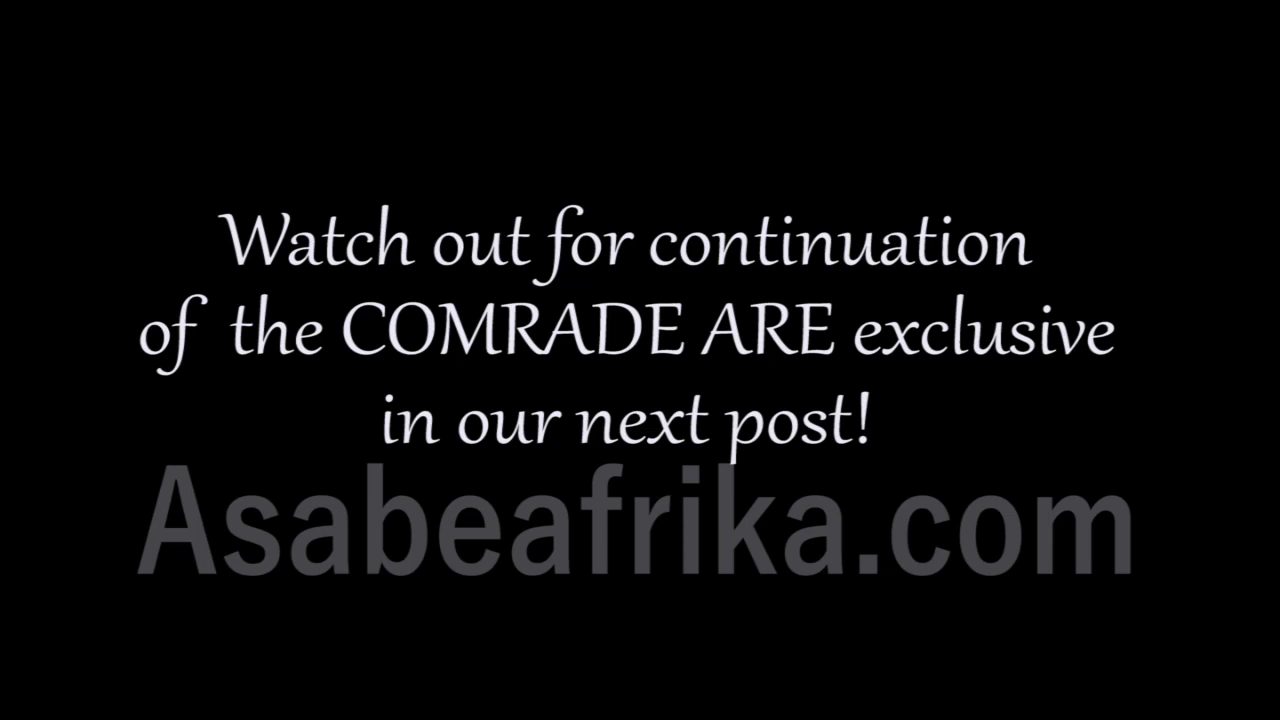 Watch out for continuation
of the COMRADE ARE exclusive
in our next post!
Asabeafrika.com